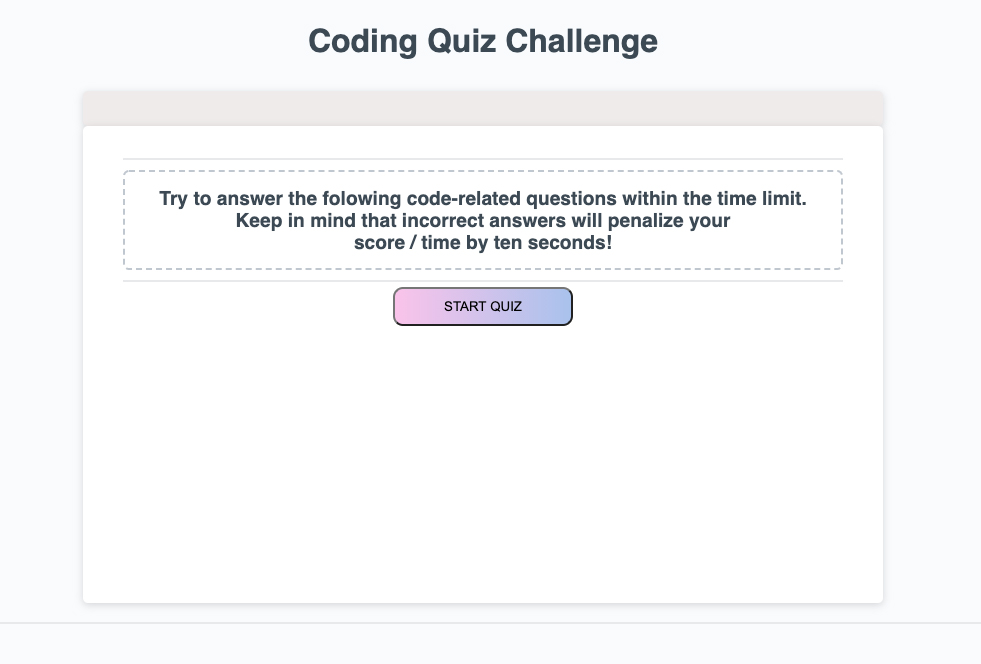 Coding Quiz Challenge
Try to answer the folowing code-related questions within the time limit.
Keep in mind that incorrect answers will penalize your
score / time by ten seconds!
START QUIZ